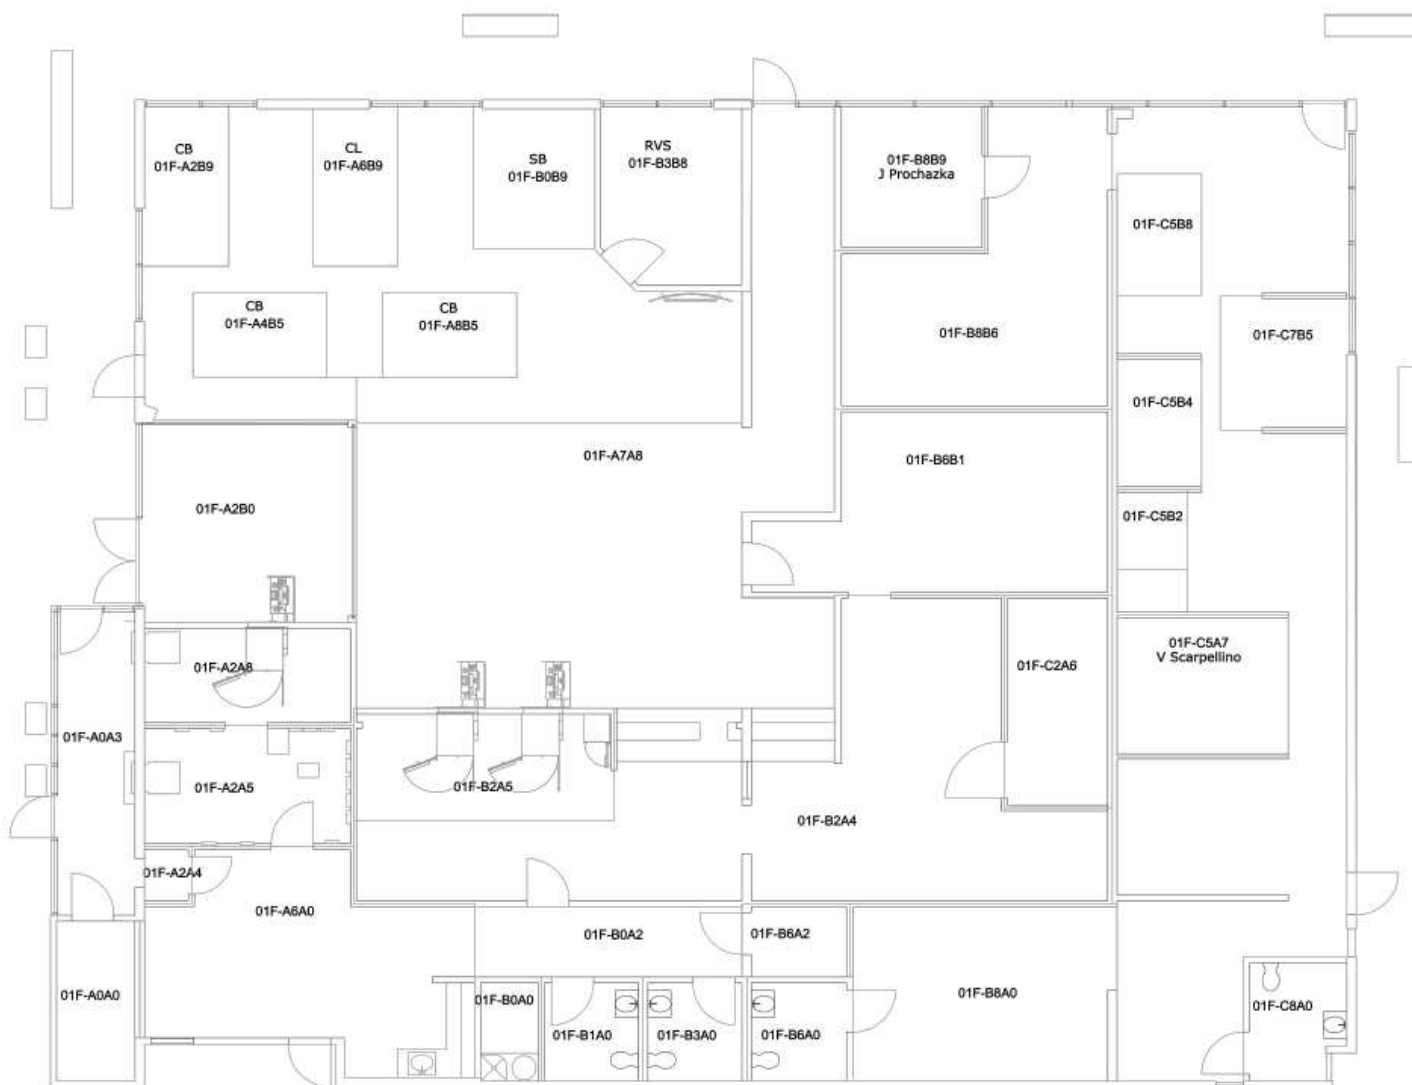 CB
01F-A2B9
CL
01F-A6B9
SB
01F-B0B9
RVS
01F-B3B8
01F-B8B9
J Prochazka
01F-C5B8
CB
01F-A4B5
CB
01F-A8B5
01F-B8B6
01F-C7B5
01F-C5B4
01F-A7A8
01F-B6B1
01F-A2B0
01F-C5B2
01F-C5A7
V Scarpellino
01F-A2A8
01F-C2A6
01F-A0A3
01F-A2A5
01F-B2A5
01F-B2A4
01F-A2A4
01F-A6A0
01F-B0A2
01F-B6A2
01F-A0A0
01F-B0A0
01F-B8A0
01F-C8A0
01F-B1A0
01F-B3A0
01F-B6A0